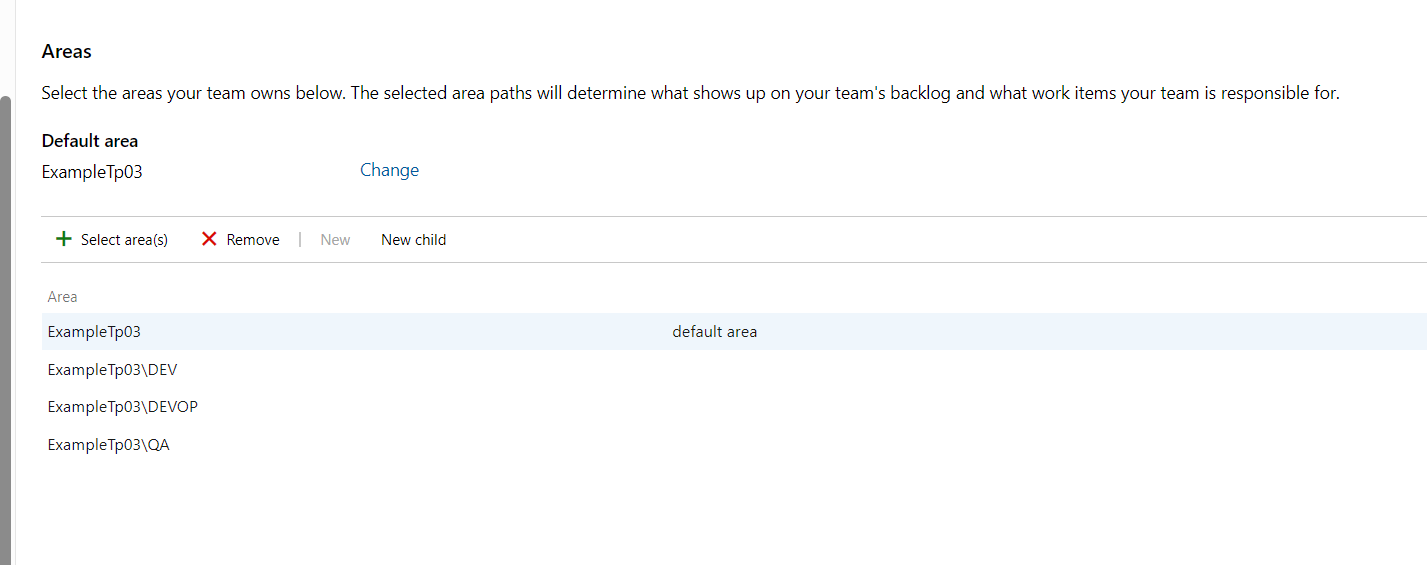 Areas
Select the areas your team owns below. The selected area paths will determine what shows up on your team's backlog and what work items your team is responsible for.
Default area
ExampleTp03 Change
Select area(s) Remove | New New child
Area
ExampleTp03 default area
ExampleTp03\DEV
ExampleTp03\DEVOP
ExampleTp03\QA